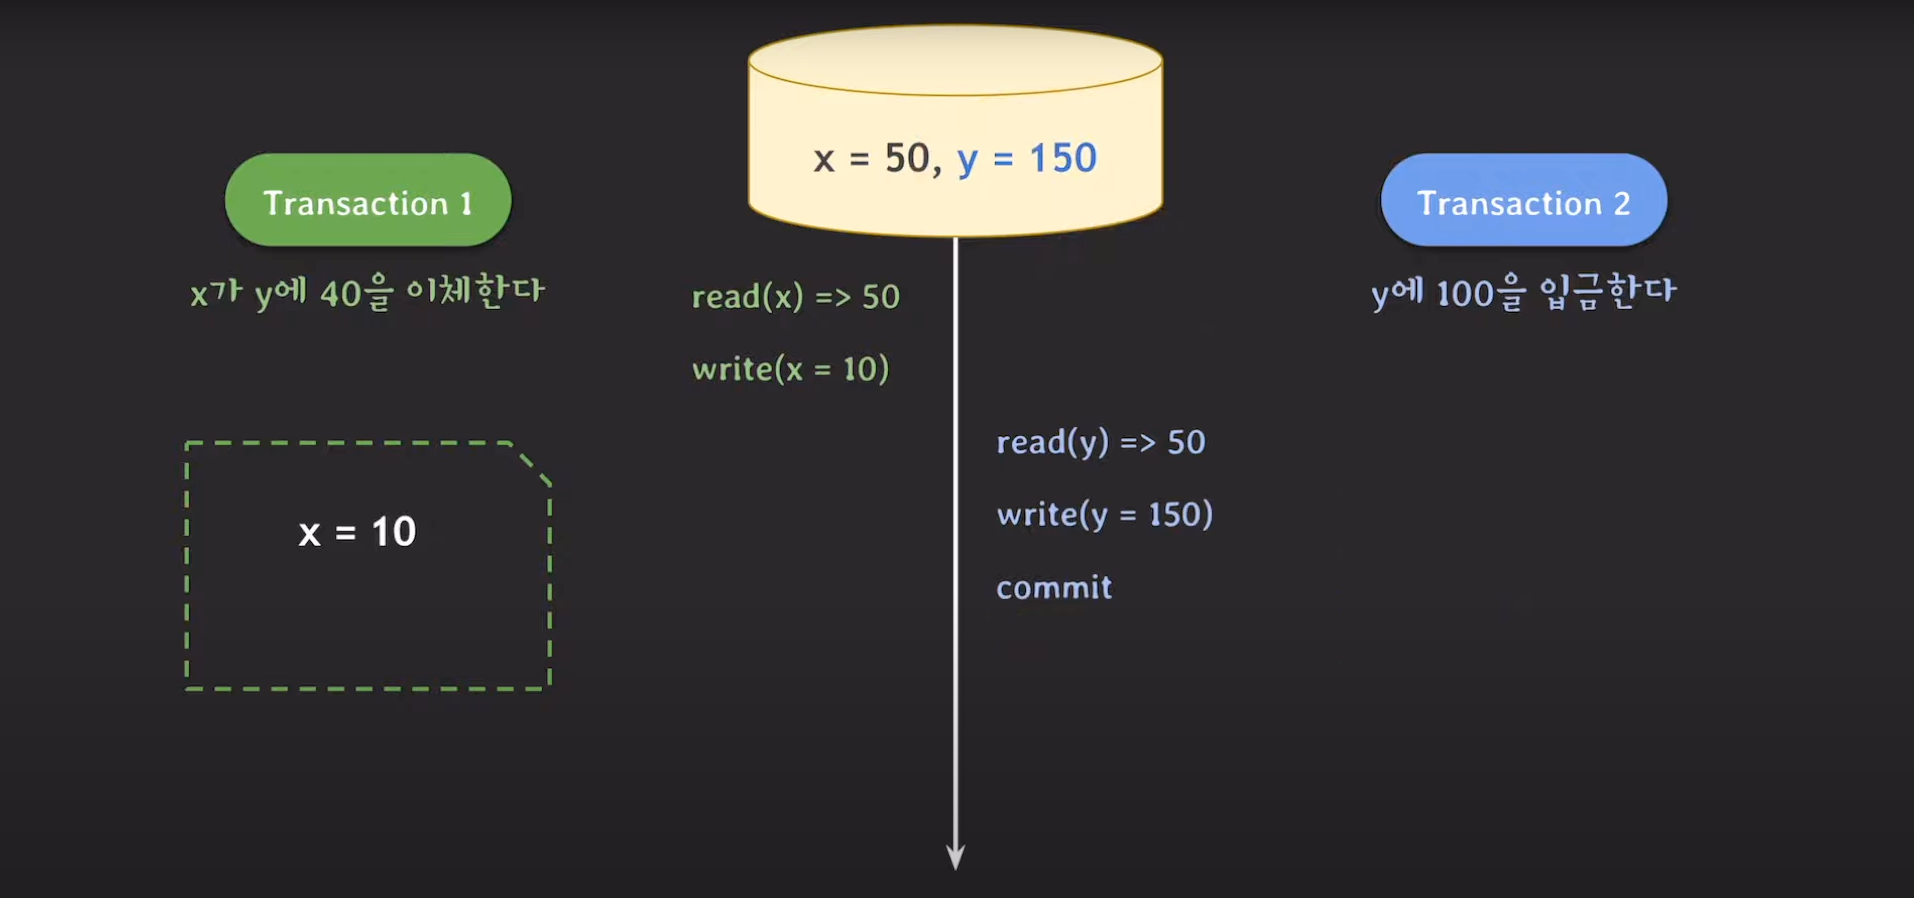 x = 50, y = 150
Transaction 1
x가 y에 40을 이체한다
Transaction 2
y에 100을 입금한다
read(x) => 50
write(x = 10)
read(y) => 50
write(y = 150)
commit
x = 10